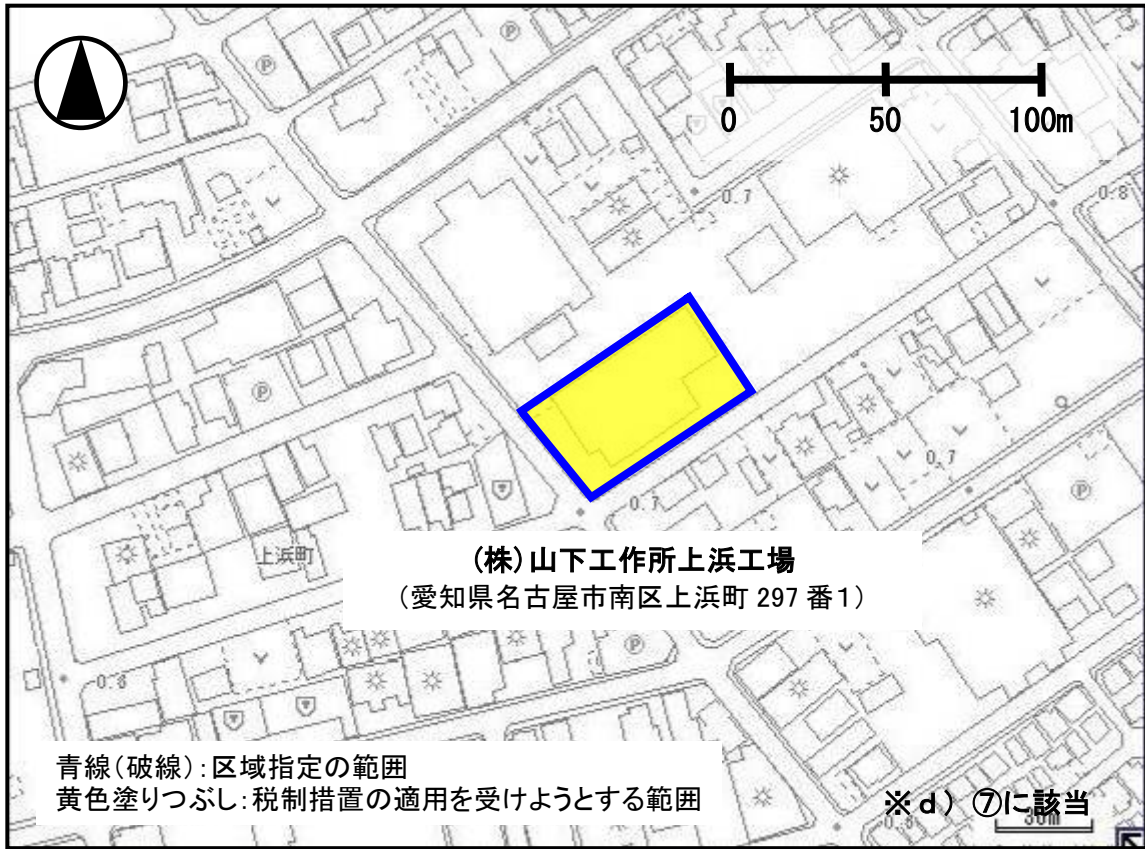 Ⓟ
Ⓟ
0 50 100m
0.7
0.8
Ⓟ
0.7
0.7
Ⓟ
上浜町
(株)山下工作所上浜工場
(愛知県名古屋市南区上浜町 297 番1)
Ⓟ
0.6
青線(破線):区域指定の範囲
黄色塗りつぶし:税制措置の適用を受けようとする範囲
※d) ⑦に該当
30m